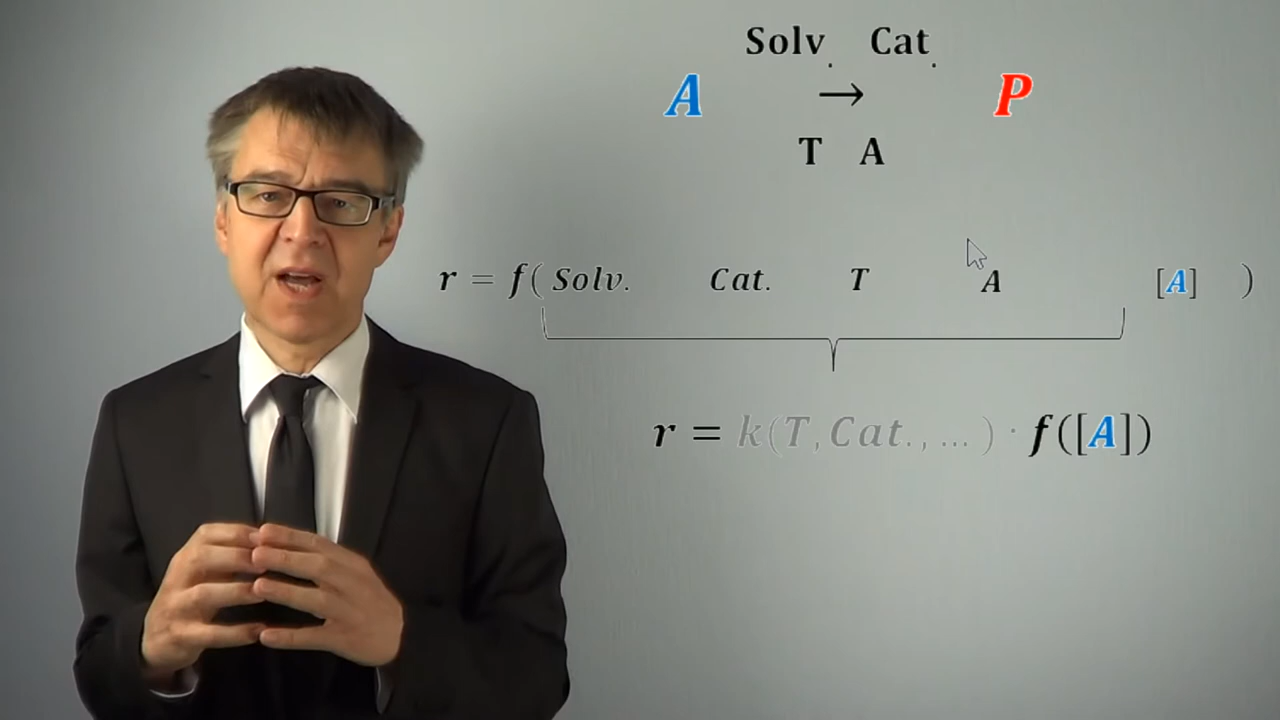 Solv. Cat.
A → P
T A
r = f( Solv. Cat. T A [A] )
r = k(T, Cat., ... ) · f([A])